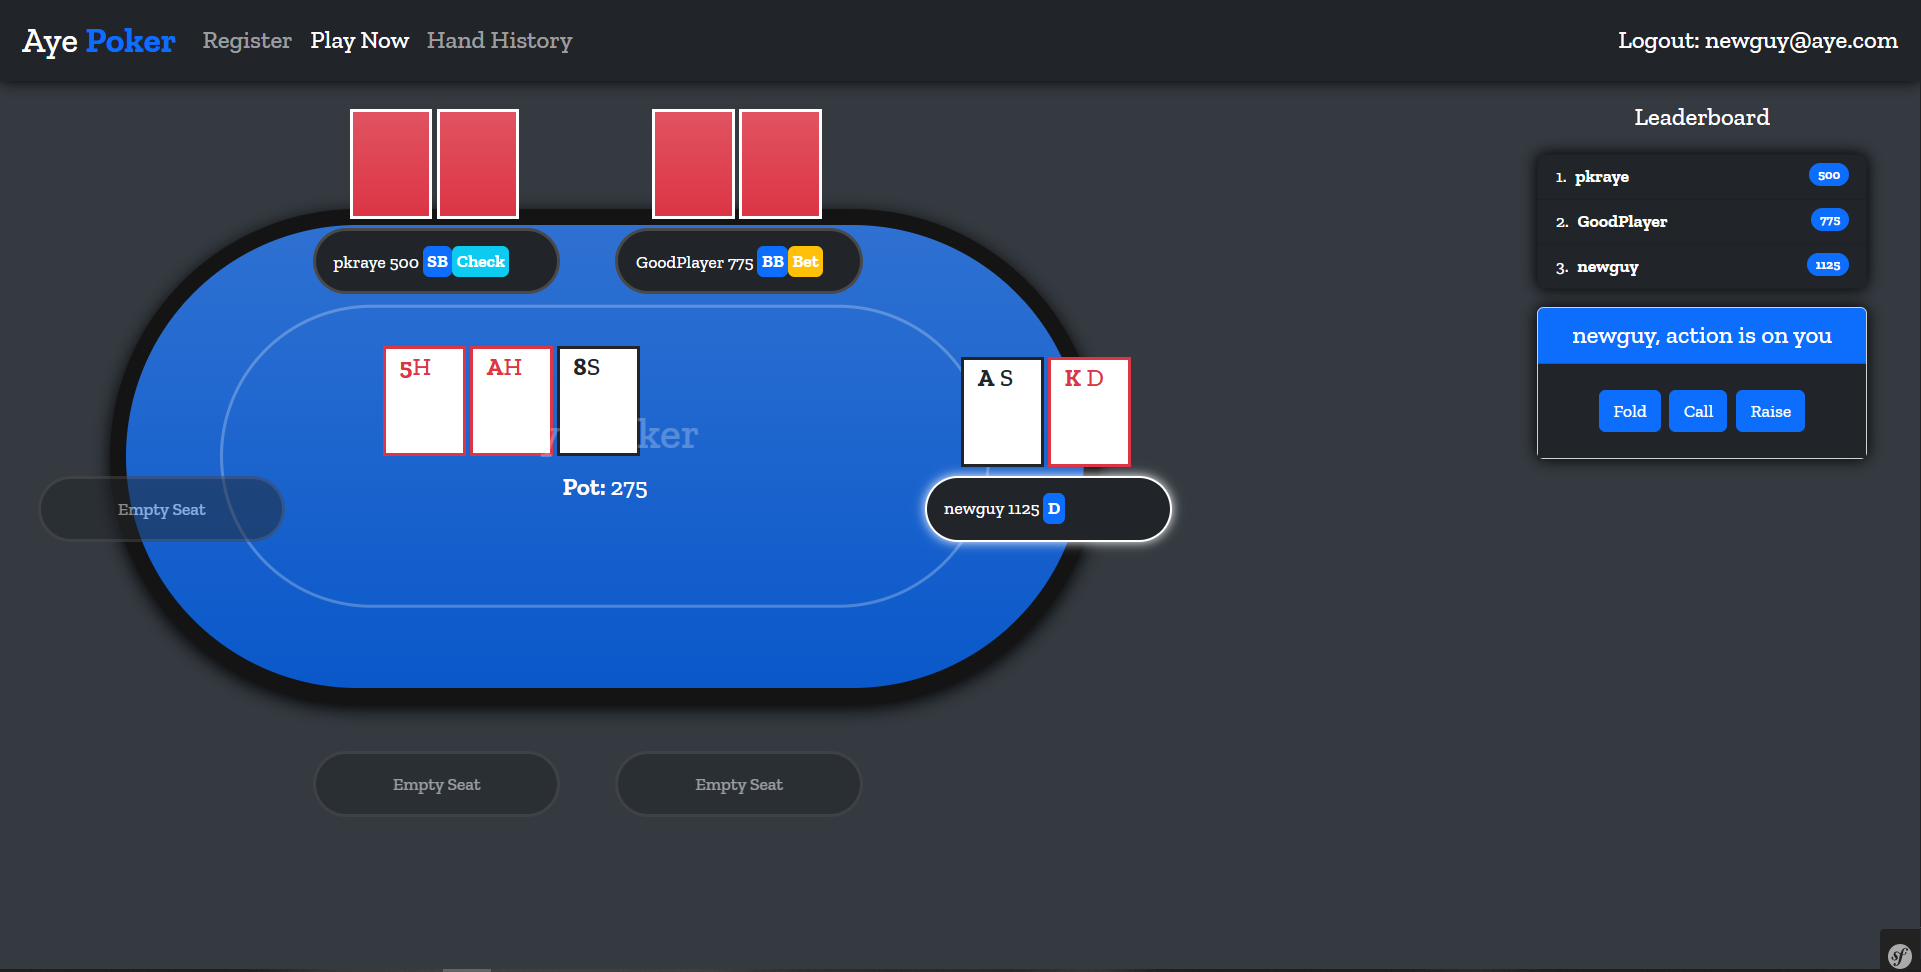 Aye Poker Register Play Now Hand History Logout: newguy@aye.com
Leaderboard
1. pkraye 500
2. GoodPlayer 775
3. newguy 1125
pkraye 500 SB Check
GoodPlayer 775 BB Bet
newguy, action is on you
Fold Call Raise
5H AH 8S
A S K D
ker
Pot: 275
Empty Seat
newguy 1125 D
Empty Seat
Empty Seat
sf